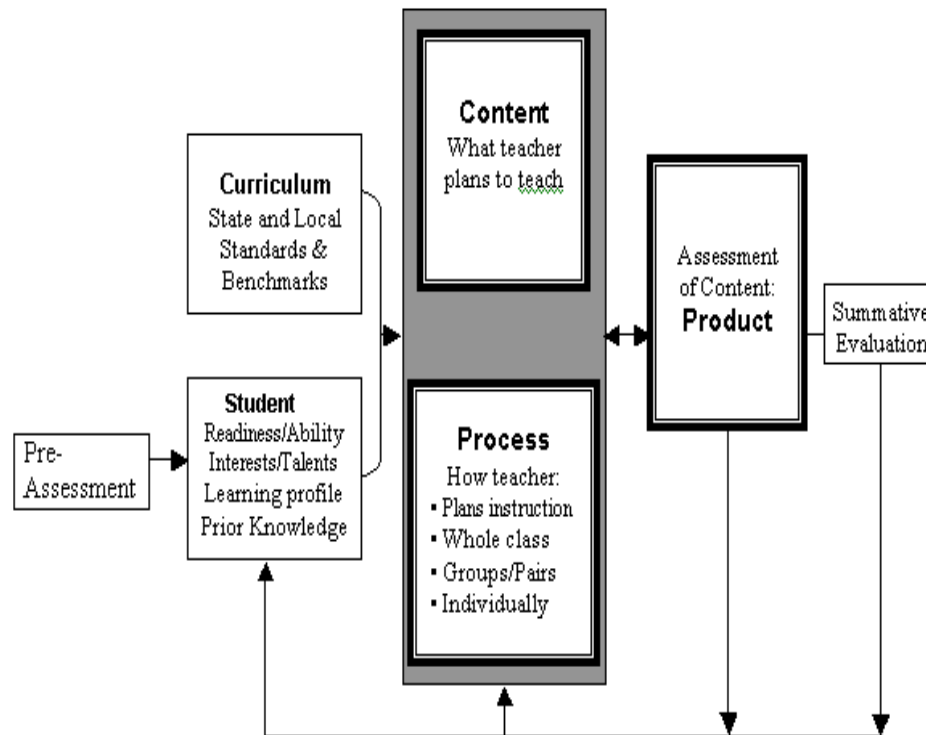 Pre-
Assessment
Curriculum
State and Local
Standards &
Benchmarks
Student
Readiness/Ability
Interests/Talents
Learning profile
Prior Knowledge
Content
What teacher
plans to teach
Process
How teacher:
▪ Plans instruction
▪ Whole class
▪ Groups/Pairs
▪ Individually
Assessment
of Content:
Product
Summative
Evaluation